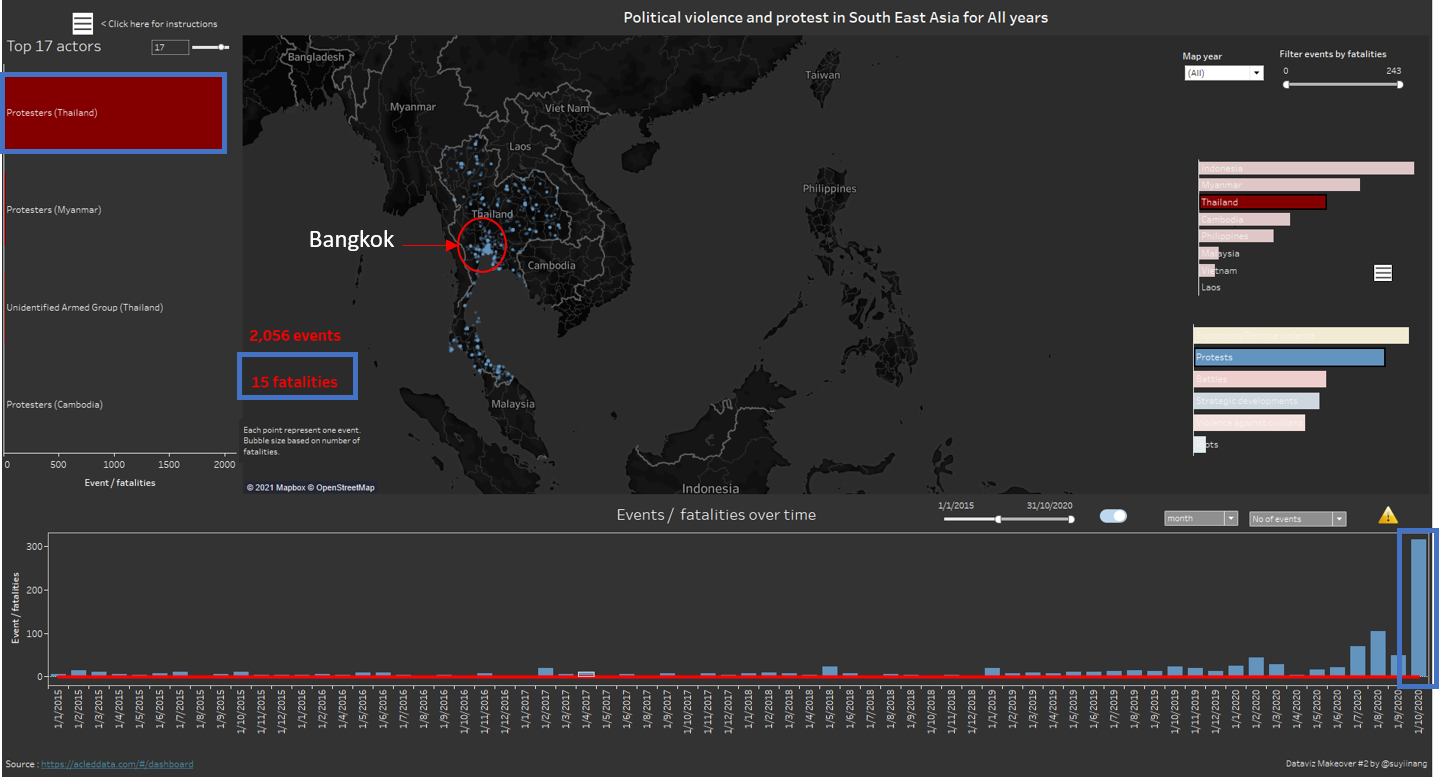 < Click here for instructions
Political violence and protest in South East Asia for All years
Top 17 actors
17
Protesters (Thailand)
Protesters (Myanmar)
Unidentified Armed Group (Thailand)
Protesters (Cambodia)
0 500 1000 1500 2000
Event / fatalities
Bangladesh
Myanmar
Taiwan
Viet Nam
Laos
Philippines
Thailand
Bangkok
Cambodia
Malaysia
Indonesia
2,056 events
15 fatalities
Each point represent one event.
Bubble size based on number of
fatalities.
© 2021 Mapbox © OpenStreetMap
Map year
(All)
Filter events by fatalities
0 243
Indonesia
Myanmar
Thailand
Cambodia
Philippines
Malaysia
Vietnam
Laos
Protests
Battles
Strategic developments
Events / fatalities over time
1/1/2015 31/10/2020
month
No of events
Event / fatalities
300
200
100
0
1/1/2015
1/2/2015
1/3/2015
1/4/2015
1/5/2015
1/6/2015
1/7/2015
1/8/2015
1/9/2015
1/10/2015
1/11/2015
1/12/2015
1/1/2016
1/2/2016
1/3/2016
1/4/2016
1/5/2016
1/6/2016
1/7/2016
1/8/2016
1/9/2016
1/10/2016
1/11/2016
1/12/2016
1/1/2017
1/2/2017
1/3/2017
1/4/2017
1/5/2017
1/6/2017
1/7/2017
1/8/2017
1/9/2017
1/10/2017
1/11/2017
1/12/2017
1/1/2018
1/2/2018
1/3/2018
1/4/2018
1/5/2018
1/6/2018
1/7/2018
1/8/2018
1/9/2018
1/10/2018
1/11/2018
1/12/2018
1/1/2019
1/2/2019
1/3/2019
1/4/2019
1/5/2019
1/6/2019
1/7/2019
1/8/2019
1/9/2019
1/10/2019
1/11/2019
1/12/2019
1/1/2020
1/2/2020
1/3/2020
1/4/2020
1/5/2020
1/6/2020
1/7/2020
1/8/2020
1/9/2020
1/10/2020
Source : https://acleddata.com/#/dashboard
Dataviz Makeover #2 by @suyiinang